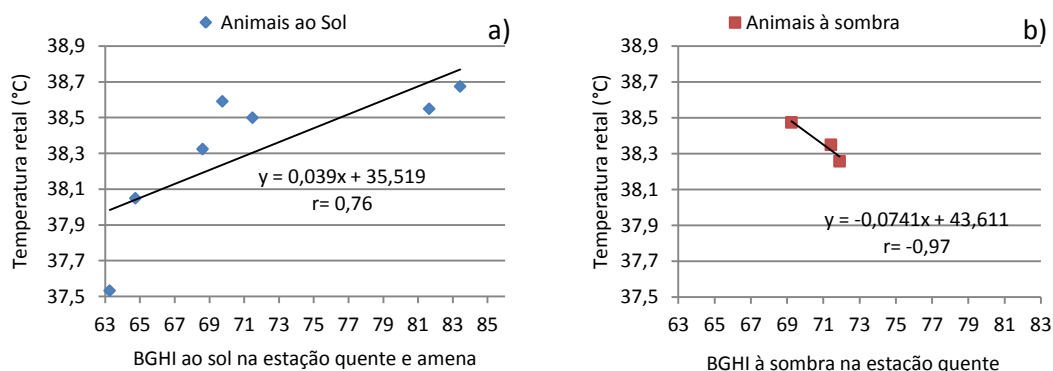 Animais ao Sol
a)
38,9
38,7
38,5
38,3
38,1
37,9
37,7
37,5
Temperatura retal (°C)
y = 0,039x + 35,519
r= 0,76
63 65 67 69 71 73 75 77 79 81 83 85
BGHI ao sol na estação quente e amena
Animais à sombra
b)
38,9
38,7
38,5
38,3
38,1
37,9
37,7
37,5
Temperatura retal (°C)
y = -0,0741x + 43,611
r= -0,97
63 65 67 69 71 73 75 77 79 81 83
BGHI à sombra na estação quente